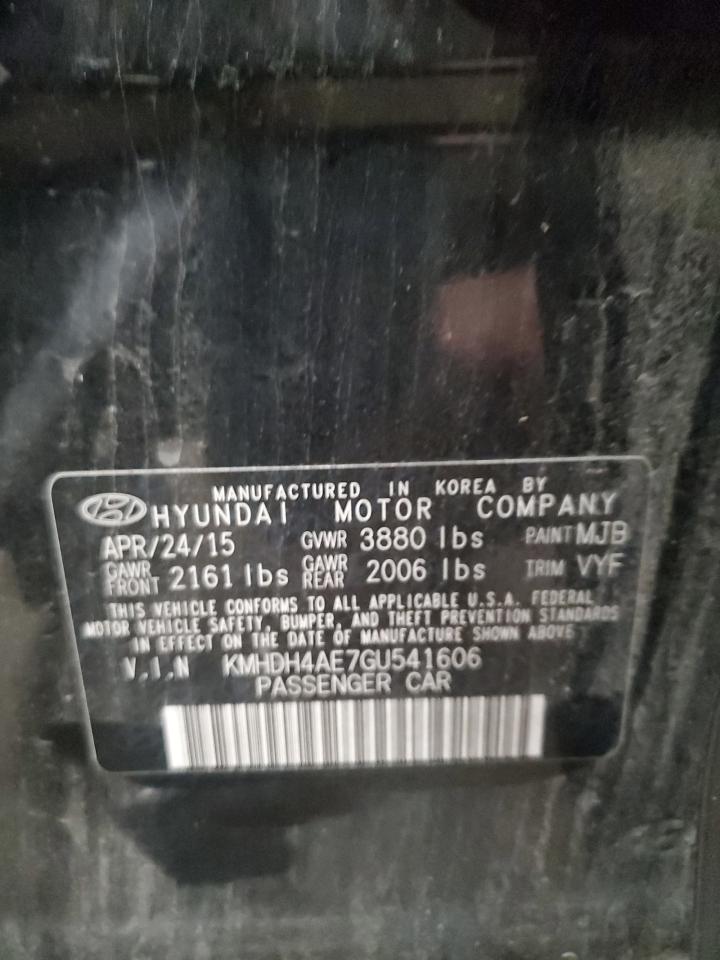 MANUFACTURED IN KOREA BY
HYUNDAI MOTOR COMPANY
APR/24/15 GVWR 3880 lbs PAINT MJB
GAWR FRONT 2161 lbs GAWR REAR 2006 lbs TRIM VYF
THIS VEHICLE CONFORMS TO ALL APPLICABLE U.S.A. FEDERAL
MOTOR VEHICLE SAFETY, BUMPER, AND THEFT PREVENTION STANDARDS
IN EFFECT ON THE DATE OF MANUFACTURE SHOWN ABOVE
V.I.N KMHDH4AE7GU541606
PASSENGER CAR